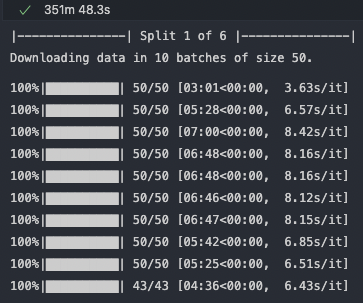 ✓ 351m 48.3s
|---------------| Split 1 of 6 |---------------|
Downloading data in 10 batches of size 50.
100%|██████████| 50/50 [03:01<00:00,  3.63s/it]
100%|██████████| 50/50 [05:28<00:00,  6.57s/it]
100%|██████████| 50/50 [07:00<00:00,  8.42s/it]
100%|██████████| 50/50 [06:48<00:00,  8.16s/it]
100%|██████████| 50/50 [06:48<00:00,  8.16s/it]
100%|██████████| 50/50 [06:46<00:00,  8.12s/it]
100%|██████████| 50/50 [06:47<00:00,  8.15s/it]
100%|██████████| 50/50 [05:42<00:00,  6.85s/it]
100%|██████████| 50/50 [05:25<00:00,  6.51s/it]
100%|██████████| 43/43 [04:36<00:00,  6.43s/it]